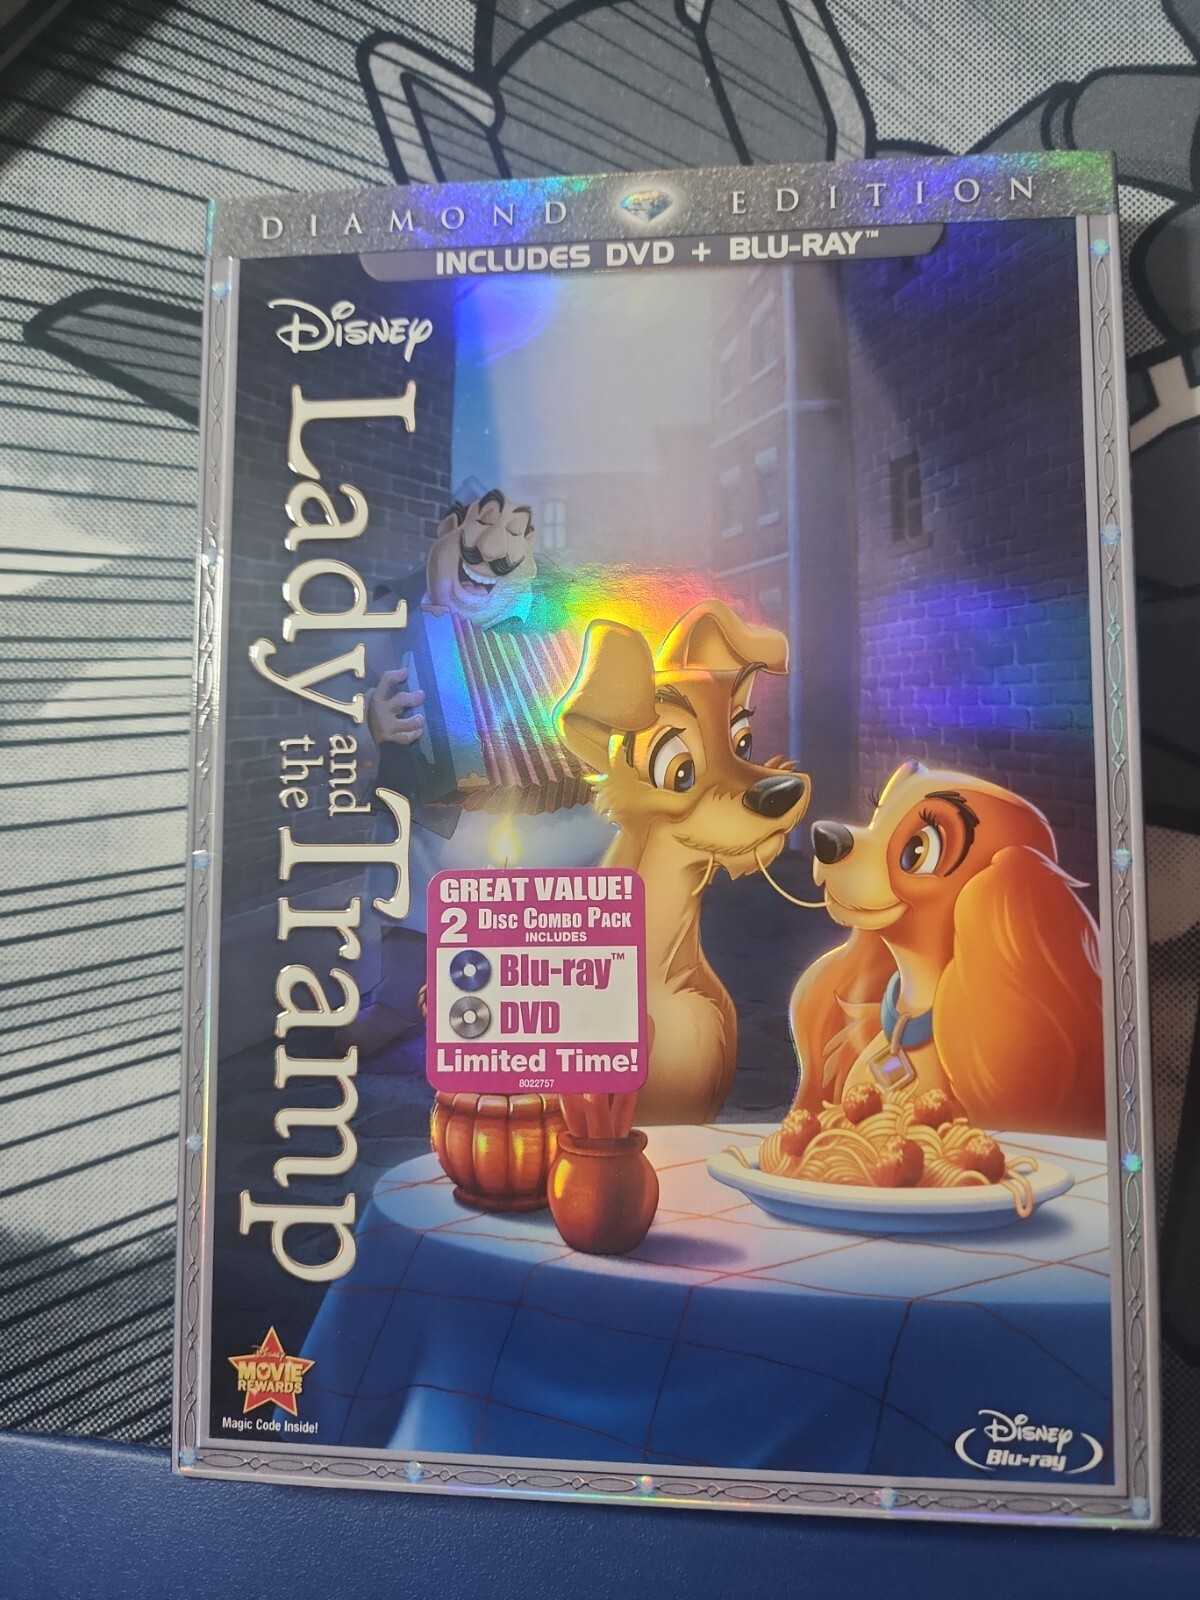 DIAMOND EDITION
INCLUDES DVD + BLU-RAY™
Disney
Lady
and
the
Tramp
GREAT VALUE!
2 DISC COMBO PACK
INCLUDES
Blu-ray™
DVD
Limited Time!
8022757
Disney
MOVIE
REWARDS
Magic Code Inside!
Disney
Blu-ray